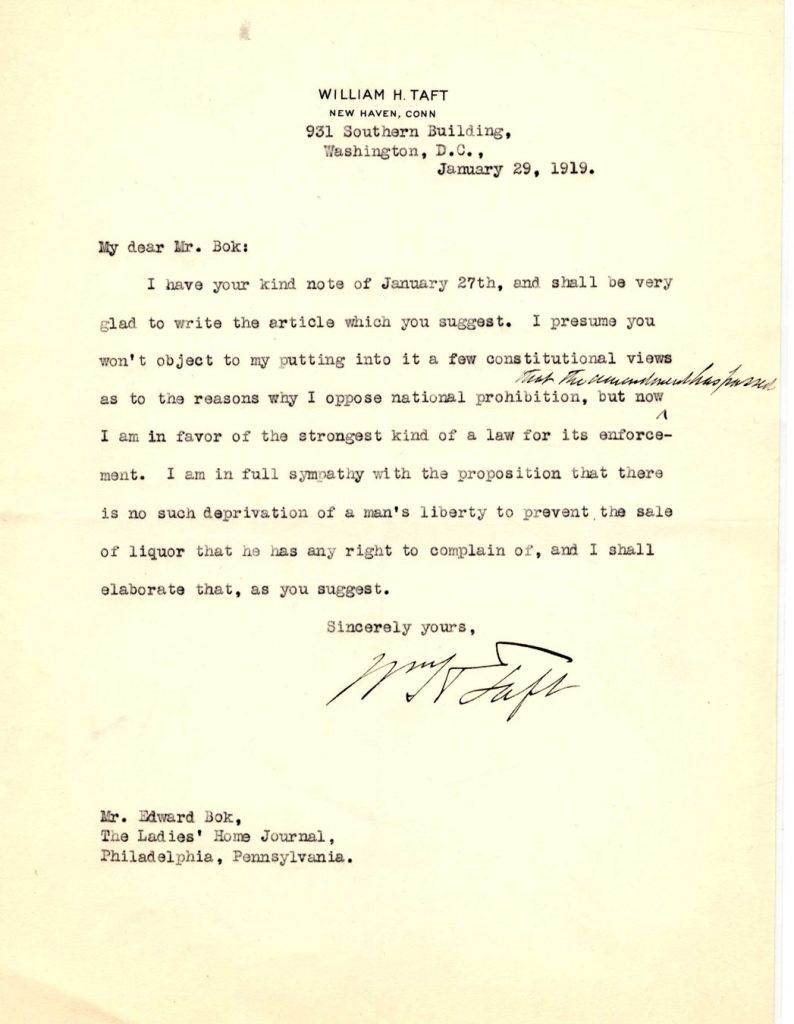 WILLIAM H. TAFT
NEW HAVEN, CONN
931 Southern Building,
Washington, D.C.,
January 29, 1919.
My dear Mr. Bok:
I have your kind note of January 27th, and shall be very
glad to write the article which you suggest. I presume you
won't object to my putting into it a few constitutional views
that the amendment has passed
as to the reasons why I oppose national prohibition, but now
I am in favor of the strongest kind of a law for its enforce-
ment. I am in full sympathy with the proposition that there
is no such deprivation of a man's liberty to prevent the sale
of liquor that he has any right to complain of, and I shall
elaborate that, as you suggest.
Sincerely yours,
Wm H Taft
Mr. Edward Bok,
The Ladies' Home Journal,
Philadelphia, Pennsylvania.